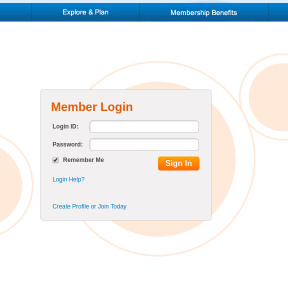 Explore & Plan
Membership Benefits
Member Login
Login ID:
Password:
Remember Me
Sign In
Login Help?
Create Profile or Join Today